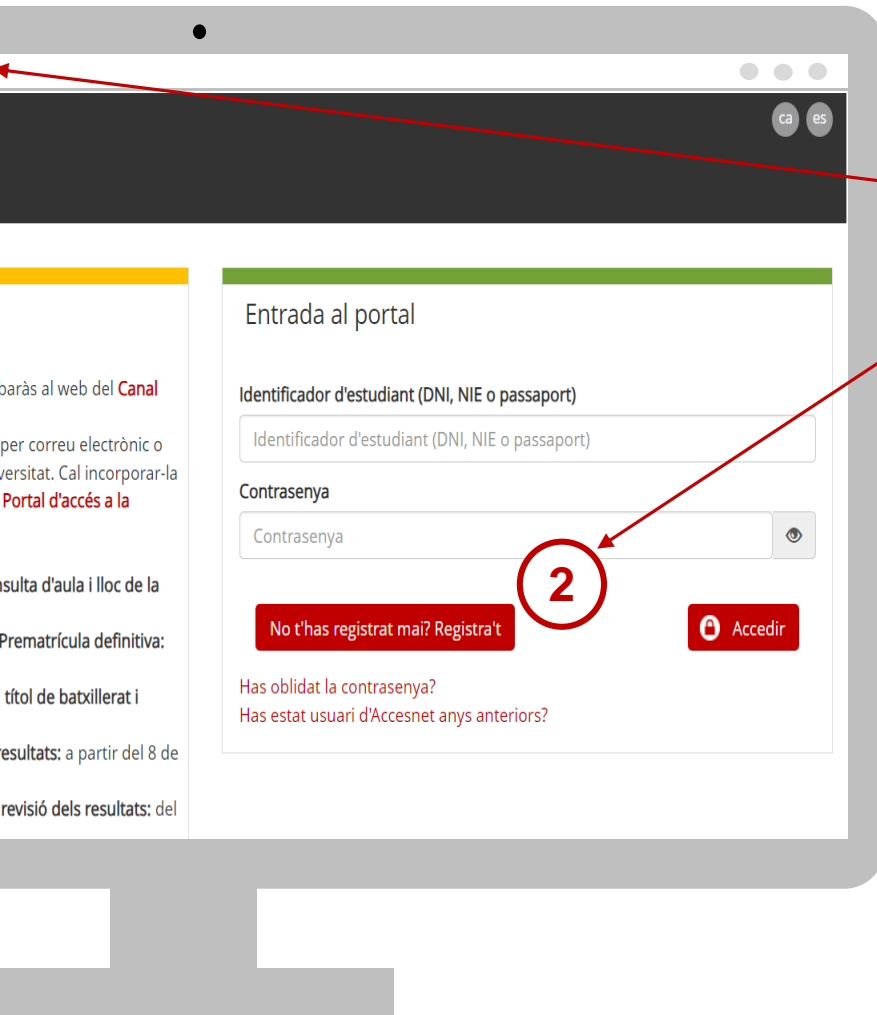 ca es
baràs al web del Canal
per correu electrònic o
versitat. Cal incorporar-la
Portal d'accés a la
nsulta d'aula i lloc de la
Prematrícula definitiva:
títol de batxillerat i
resultats: a partir del 8 de
revisió dels resultats: del
Entrada al portal
Identificador d'estudiant (DNI, NIE o passaport)
Identificador d'estudiant (DNI, NIE o passaport)
Contrasenya
Contrasenya
2
No t'has registrat mai? Registra't
Accedir
Has oblidat la contrasenya?
Has estat usuari d'Accesnet anys anteriors?